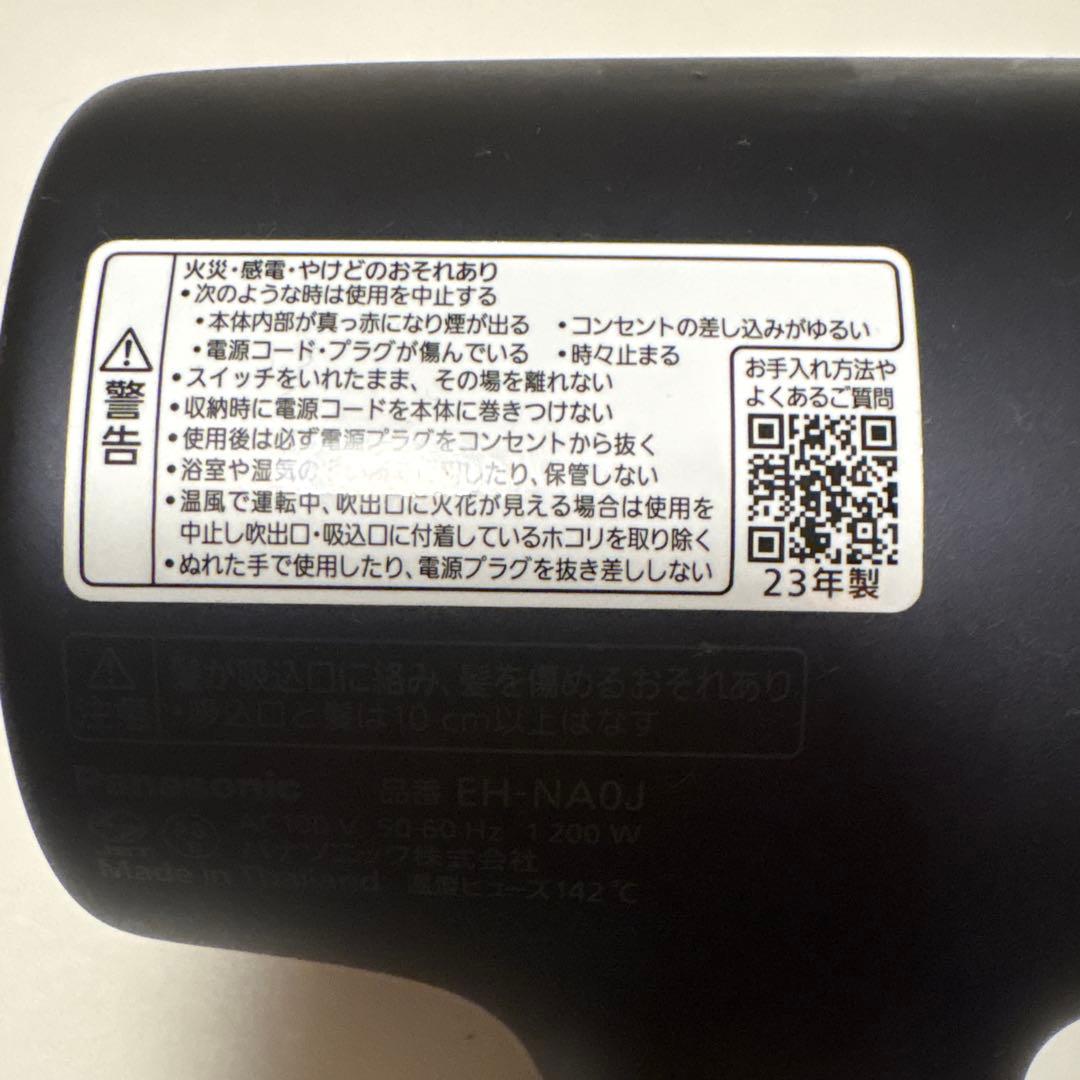 警告
火災・感電・やけどのおそれあり
・次のような時は使用を中止する
・本体内部が真っ赤になり煙が出る ・コンセントの差し込みがゆるい
・電源コード・プラグが傷んでいる ・時々止まる
・スイッチをいれたまま、その場を離れない
・収納時に電源コードを本体に巻きつけない
・使用後は必ず電源プラグをコンセントから抜く
・浴室や湿気の したり、保管しない
・温風で運転中、吹出口に火花が見える場合は使用を
中止し吹出口・吸込口に付着しているホコリを取り除く
・ぬれた手で使用したり、電源プラグを抜き差ししない
お手入れ方法や
よくあるご質問
23年製
注意
髪が吸込口に絡み、髪を傷めるおそれあり
・吸込口と髪は10 cm以上はなす
Panasonic 品番 EH-NA0J
AC 100 V 50-60 Hz 1 200 W
パナソニック株式会社
Made in Thailand 温度ヒューズ142 ℃